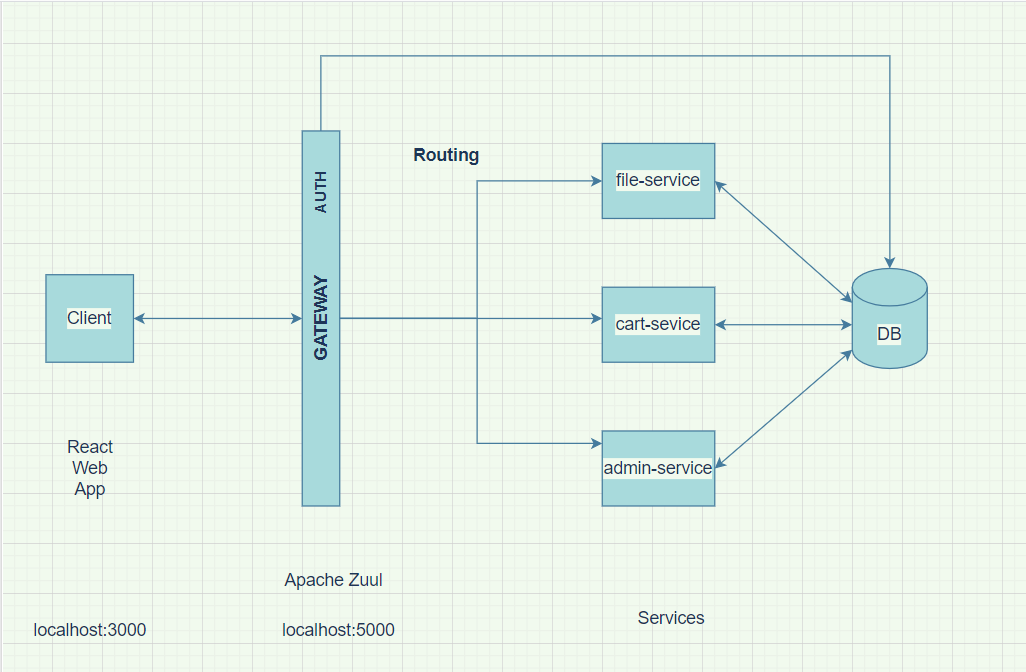 Routing
AUTH
file-service
GATEWAY
Client
cart-sevice
DB
React
Web
App
admin-service
Apache Zuul
Services
localhost:3000
localhost:5000